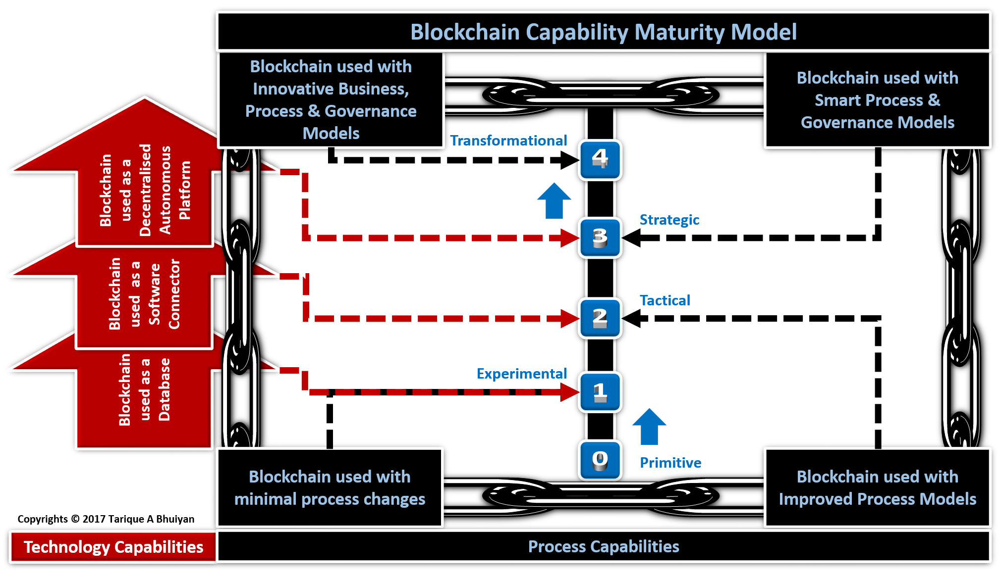 Blockchain Capability Maturity Model
Blockchain used with
Innovative Business,
Process & Governance
Models
Blockchain used with
Smart Process &
Governance Models
Transformational
4
Blockchain
used as a
Decentralised
Autonomous
Platform
Strategic
3
Blockchain
used as a
Software
Connector
Tactical
2
Experimental
1
Blockchain
used as a
Database
0
Primitive
Blockchain used with
minimal process changes
Blockchain used with
Improved Process Models
Copyrights © 2017 Tarique A Bhuiyan
Technology Capabilities
Process Capabilities